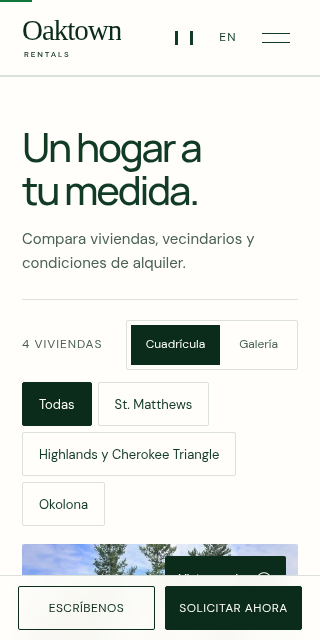 Oaktown
RENTALS
EN
Un hogar a
tu medida.
Compara viviendas, vecindarios y
condiciones de alquiler.
4 VIVIENDAS
Cuadrícula
Galería
Todas
St. Matthews
Highlands y Cherokee Triangle
Okolona
ESCRÍBENOS
SOLICITAR AHORA